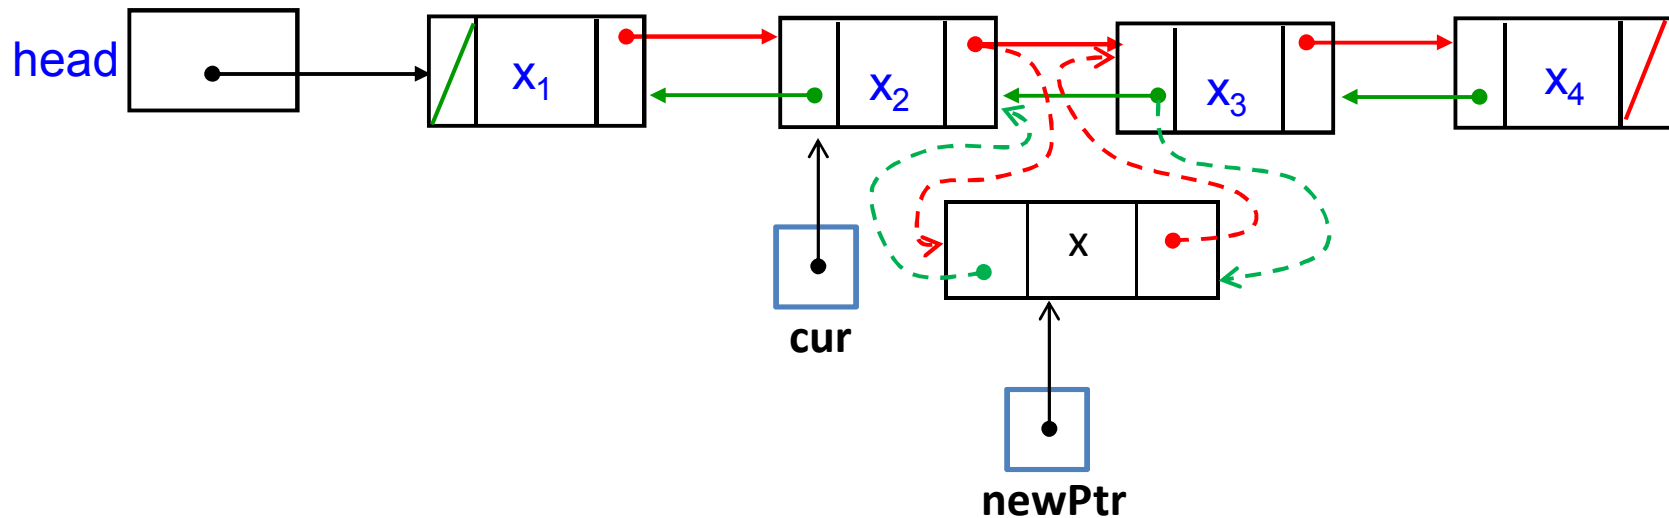 head
x₁
x₂
x₃
x₄
x
cur
newPtr